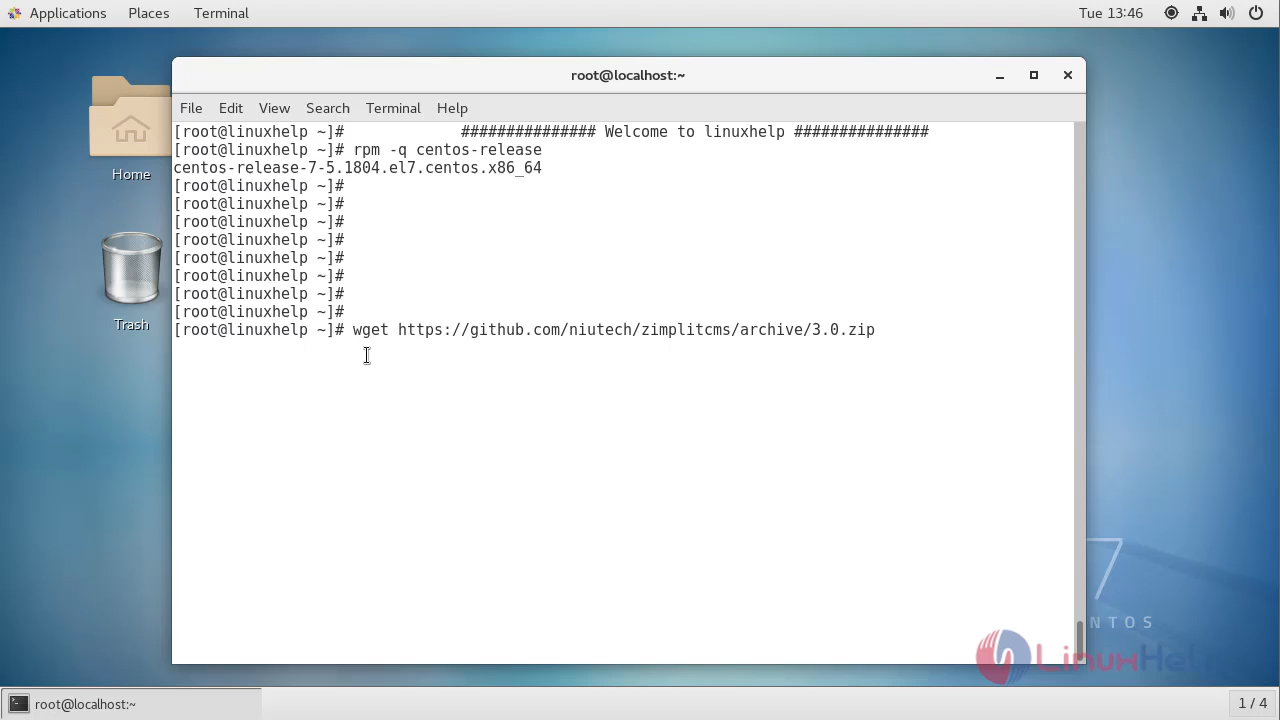 Applications Places Terminal Tue 13:46
root@localhost:~
File Edit View Search Terminal Help
[root@linuxhelp ~]#             ############### Welcome to linuxhelp ###############
[root@linuxhelp ~]# rpm -q centos-release
centos-release-7-5.1804.el7.centos.x86_64
[root@linuxhelp ~]#
[root@linuxhelp ~]#
[root@linuxhelp ~]#
[root@linuxhelp ~]#
[root@linuxhelp ~]#
[root@linuxhelp ~]#
[root@linuxhelp ~]#
[root@linuxhelp ~]#
[root@linuxhelp ~]# wget https://github.com/niutech/zimplitcms/archive/3.0.zip
Home
Trash
7
NTOS
root@localhost:~
1 / 4